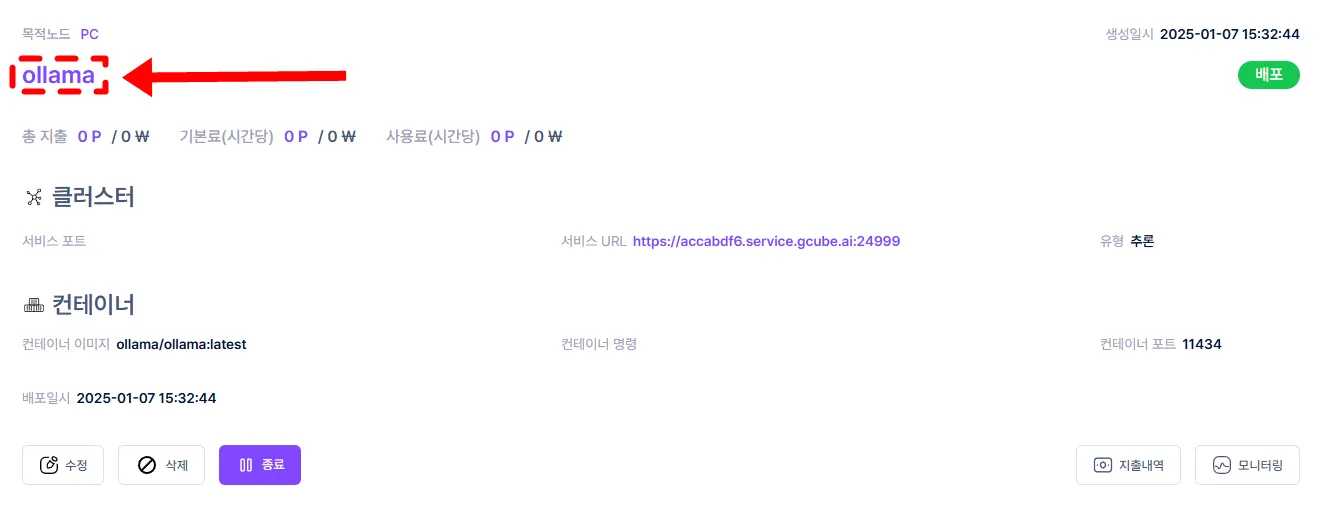 목적노드 PC 생성일시 2025-01-07 15:32:44
ollama 배포
총 지출 0 P / 0 ₩ 기본료(시간당) 0 P / 0 ₩ 사용료(시간당) 0 P / 0 ₩
클러스터
서비스 포트 서비스 URL https://accabdf6.service.gcube.ai:24999 유형 추론
컨테이너
컨테이너 이미지 ollama/ollama:latest 컨테이너 명령 컨테이너 포트 11434
배포일시 2025-01-07 15:32:44
수정 삭제 종료 지출내역 모니터링